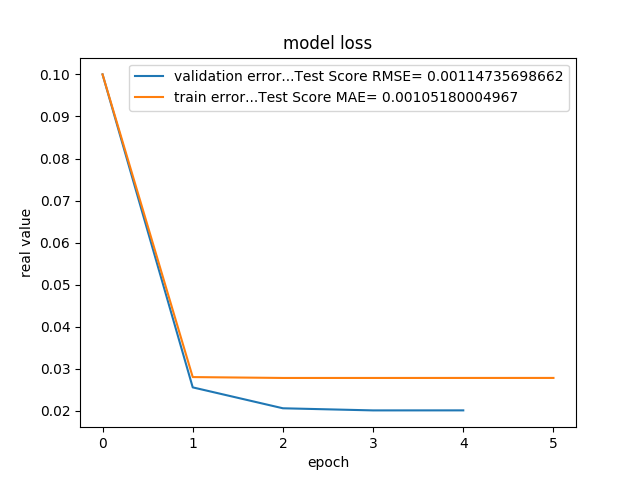 model loss
validation error...Test Score RMSE= 0.00114735698662
train error...Test Score MAE= 0.00105180004967
0.10
0.09
0.08
0.07
0.06
0.05
0.04
0.03
0.02
real value
0 1 2 3 4 5
epoch